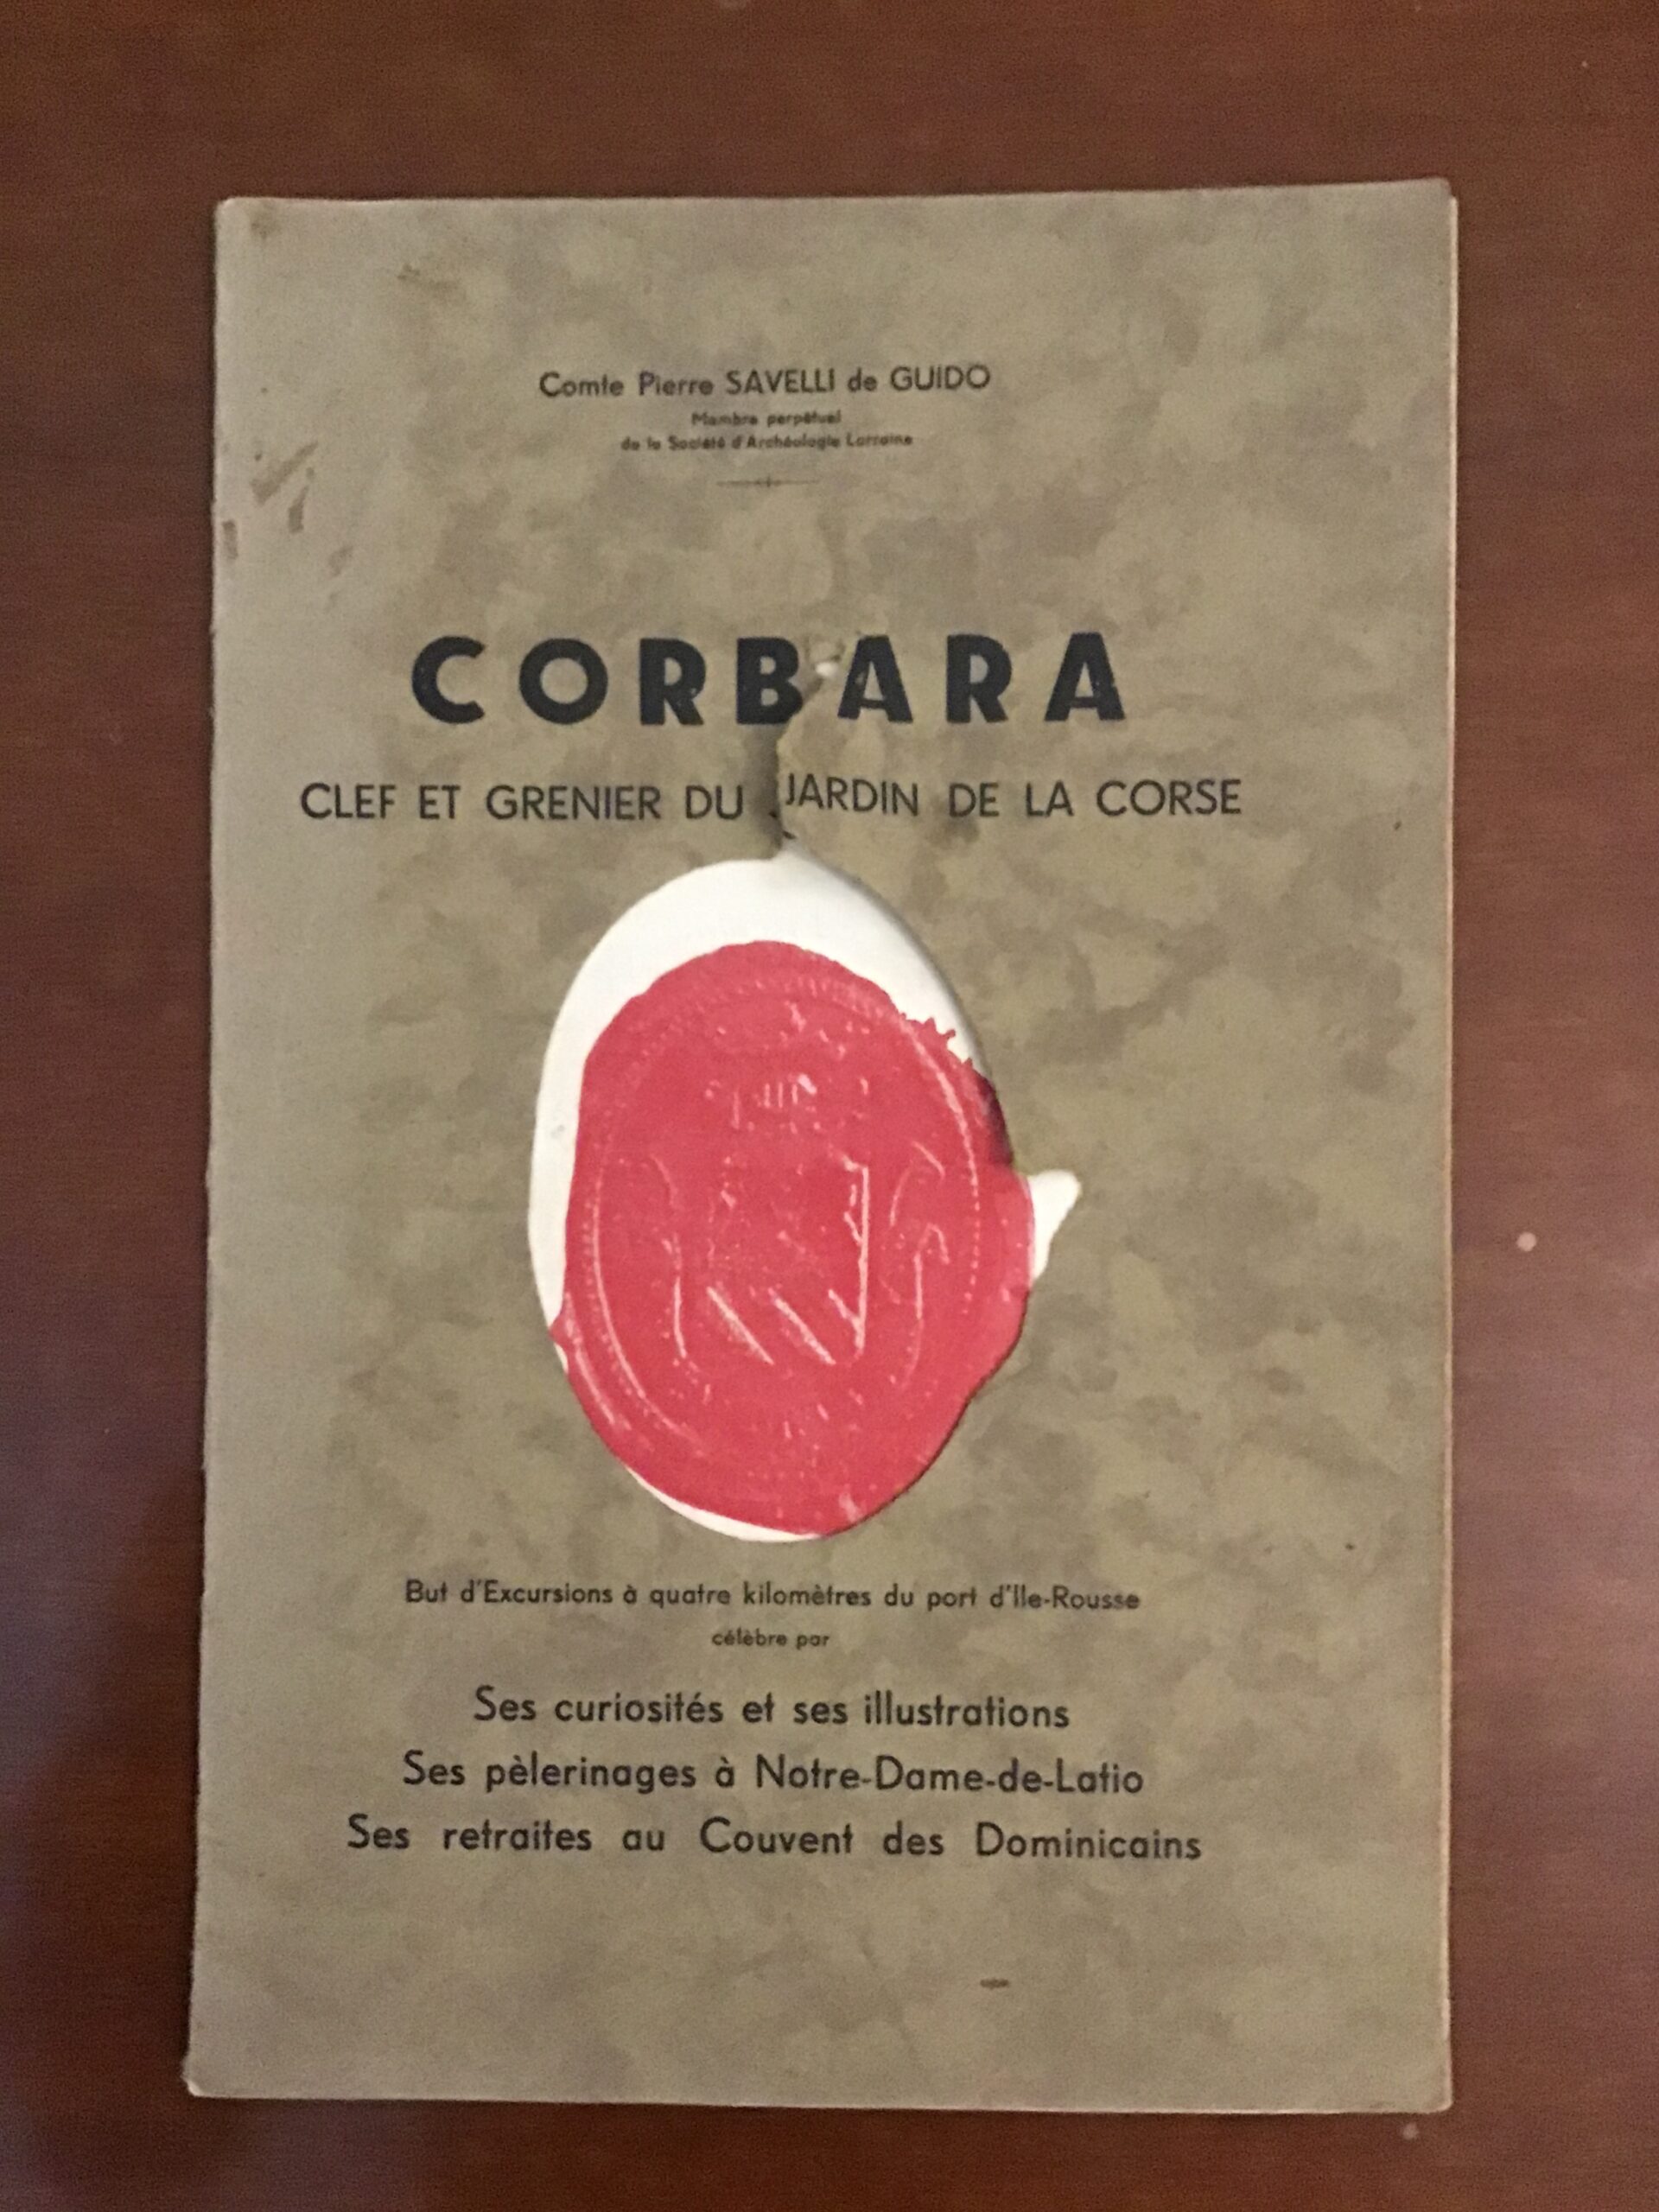 Comte Pierre SAVELLI de GUIDO
Membre perpétuel
de la Société d'Archéologie Lorraine
CORBARA
CLEF ET GRENIER DU JARDIN DE LA CORSE
But d'Excursions à quatre kilomètres du port d'Ile-Rousse
célèbre par
Ses curiosités et ses illustrations
Ses pèlerinages à Notre-Dame-de-Latio
Ses retraites au Couvent des Dominicains